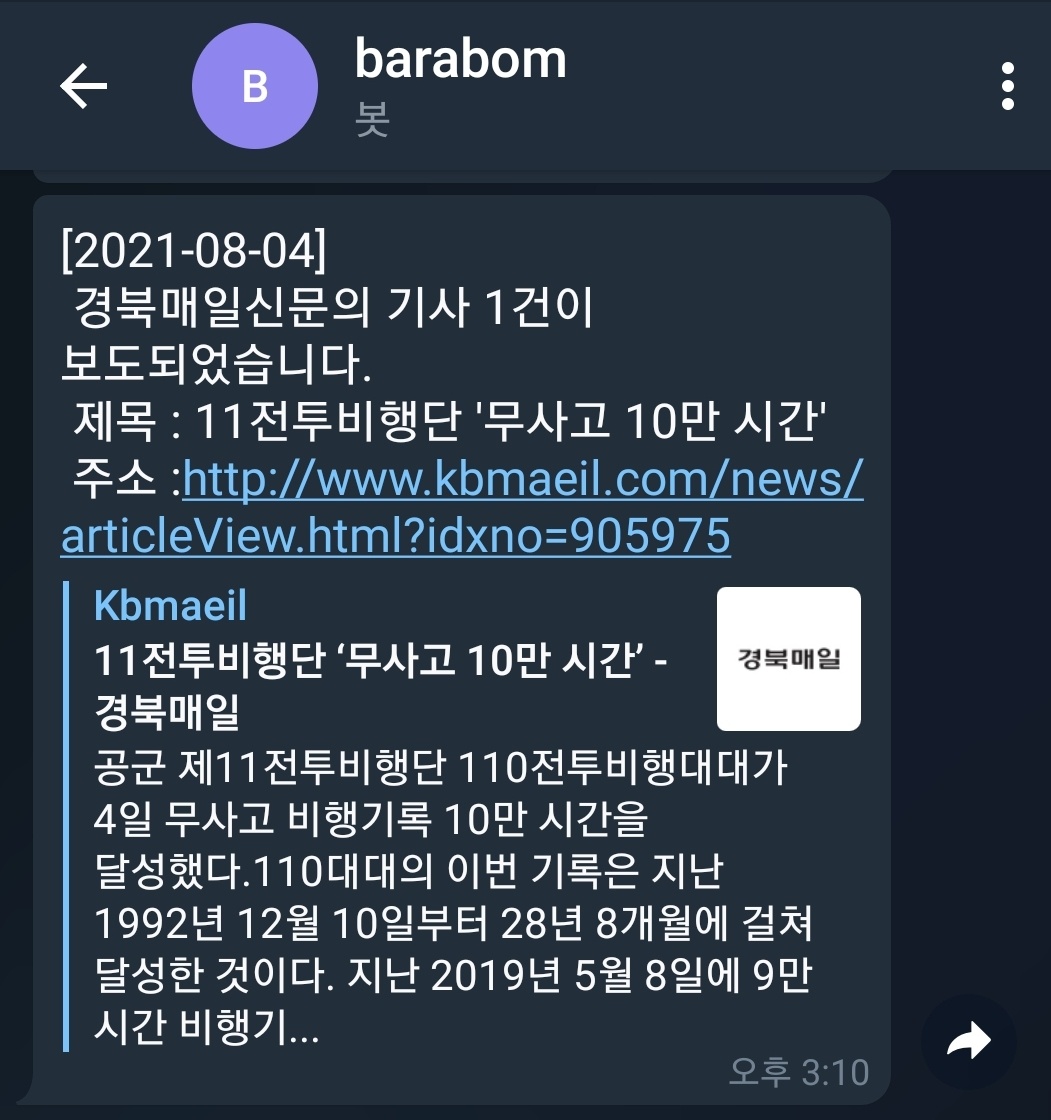 B
barabom
봇
[2021-08-04]
경북매일신문의 기사 1건이
보도되었습니다.
제목 : 11전투비행단 '무사고 10만 시간'
주소 :http://www.kbmaeil.com/news/
articleView.html?idxno=905975
Kbmaeil
11전투비행단 ‘무사고 10만 시간’ -
경북매일
경북매일
공군 제11전투비행단 110전투비행대대가
4일 무사고 비행기록 10만 시간을
달성했다.110대대의 이번 기록은 지난
1992년 12월 10일부터 28년 8개월에 걸쳐
달성한 것이다. 지난 2019년 5월 8일에 9만
시간 비행기...
오후 3:10